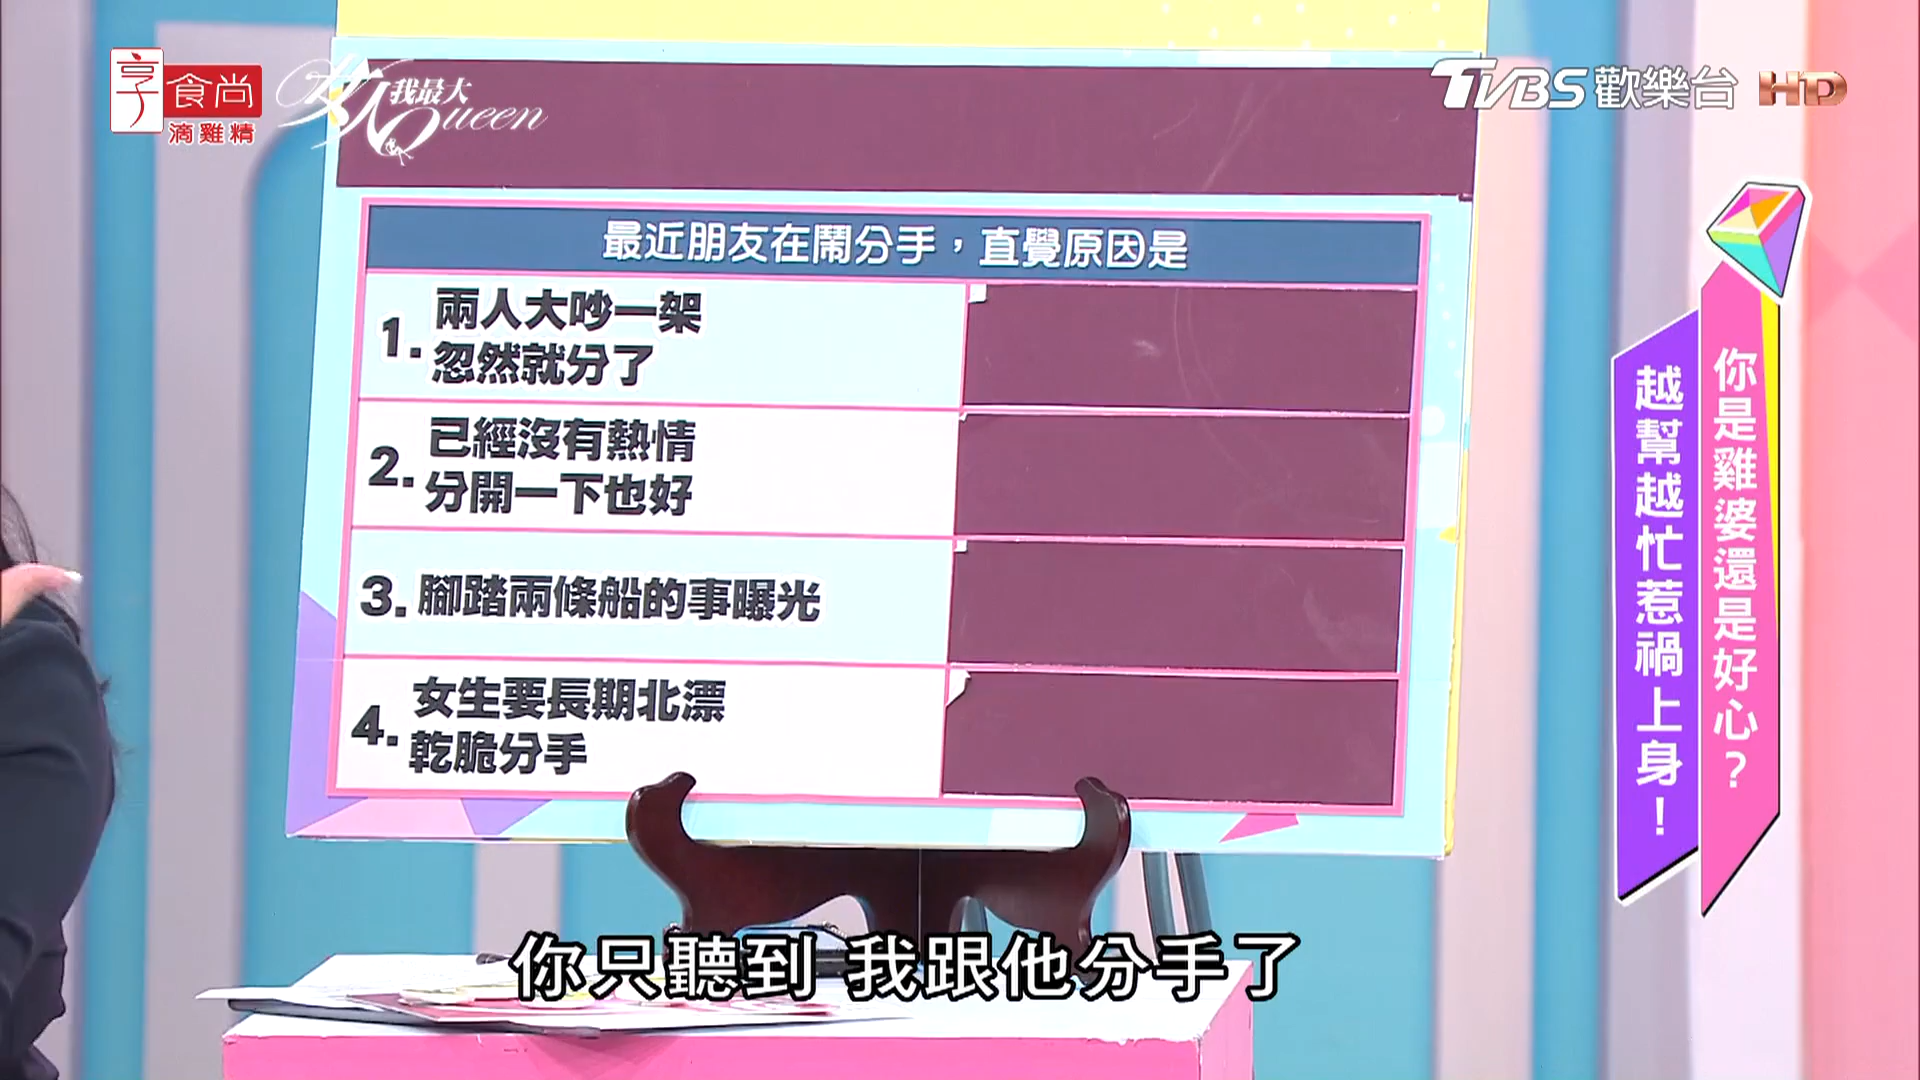 享
食尚
滴雞精
女人我最大
Queen
TVBS歡樂台 HD
最近朋友在鬧分手，直覺原因是
1. 兩人大吵一架
忽然就分了
2. 已經沒有熱情
分開一下也好
3. 腳踏兩條船的事曝光
4. 女生要長期北漂
乾脆分手
你是雞婆還是好心？
越幫越忙惹禍上身！
你只聽到 我跟他分手了